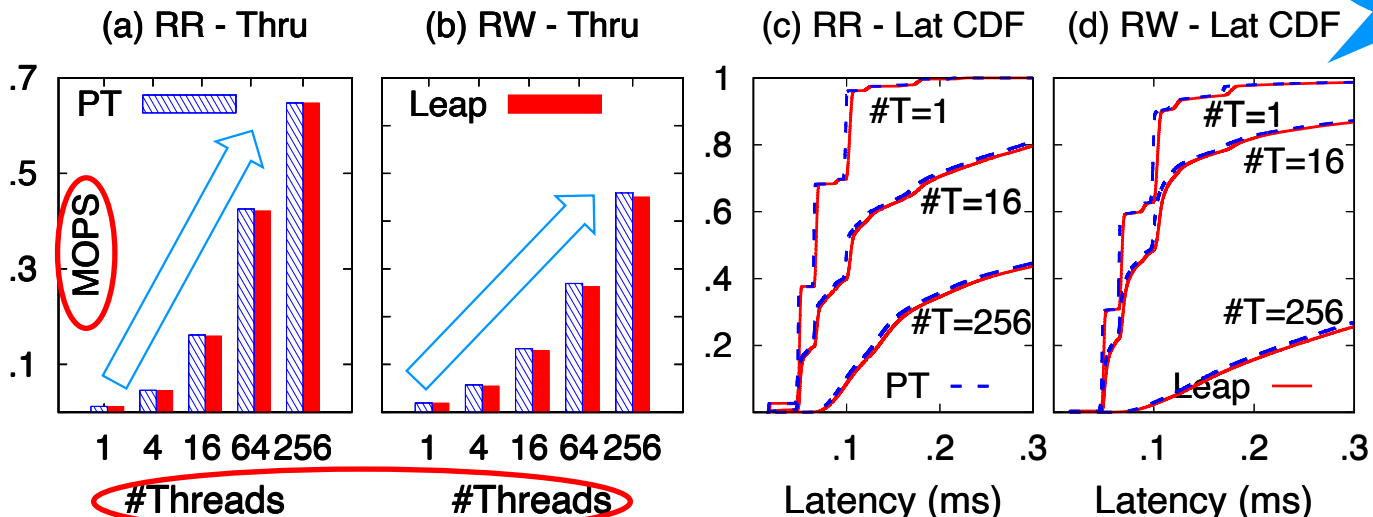 (a) RR - Thru
(b) RW - Thru
(c) RR - Lat CDF
(d) RW - Lat CDF
.7
.5
.3
.1
MOPS
PT
Leap
1 4 16 64 256
1 4 16 64 256
#Threads
#Threads
1
.8
.6
.4
.2
#T=1
#T=16
#T=256
PT
.1 .2 .3
Latency (ms)
#T=1
#T=16
#T=256
Leap
.1 .2 .3
Latency (ms)